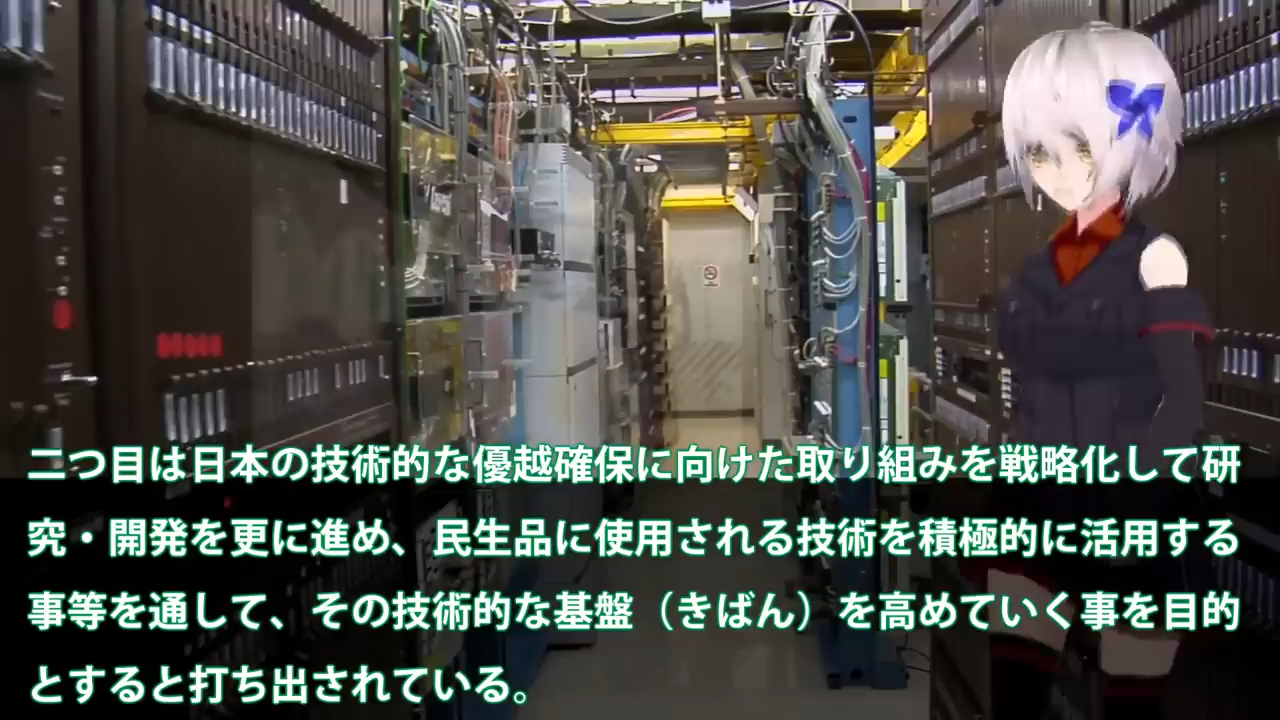 二つ目は日本の技術的な優越確保に向けた取り組みを戦略化して研
究・開発を更に進め、民生品に使用される技術を積極的に活用する
事等を通して、その技術的な基盤（きばん）を高めていく事を目的
とすると打ち出されている。